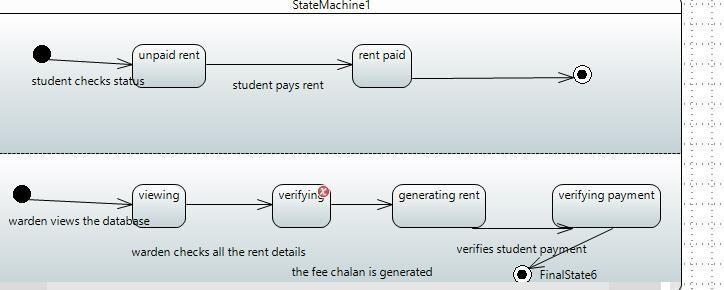 StateMachine1
unpaid rent
rent paid
student checks status
student pays rent
viewing
verifying
generating rent
verifying payment
warden views the database
warden checks all the rent details
verifies student payment
the fee chalan is generated
FinalState6